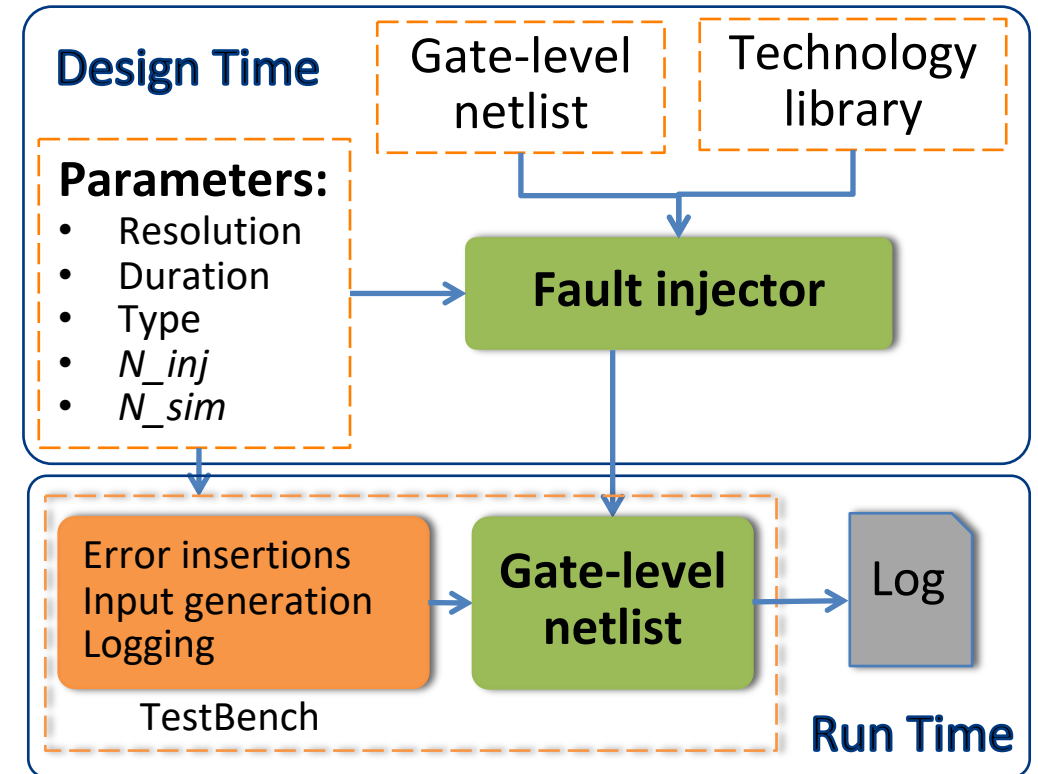 Design Time
Gate-level
netlist
Technology
library
Parameters:
• Resolution
• Duration
• Type
• N_inj
• N_sim
Fault injector
Error insertions
Input generation
Logging
TestBench
Gate-level
netlist
Log
Run Time